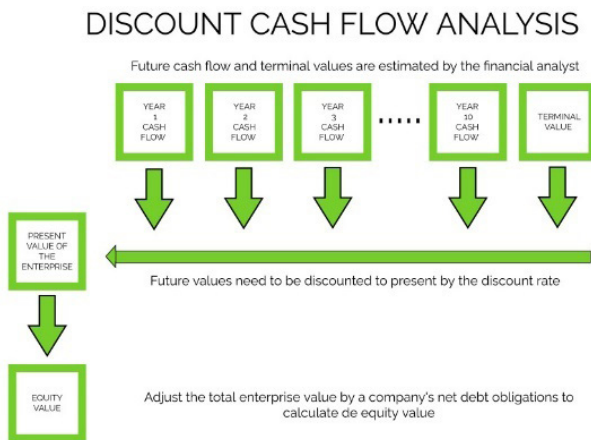 DISCOUNT CASH FLOW ANALYSIS
Future cash flow and terminal values are estimated by the financial analyst
YEAR
1
CASH
FLOW
YEAR
2
CASH
FLOW
YEAR
3
CASH
FLOW
.....
YEAR
10
CASH
FLOW
TERMINAL
VALUE
PRESENT
VALUE OF
THE
ENTERPRISE
Future values need to be discounted to present by the discount rate
EQUITY
VALUE
Adjust the total enterprise value by a company's net debt obligations to
calculate de equity value